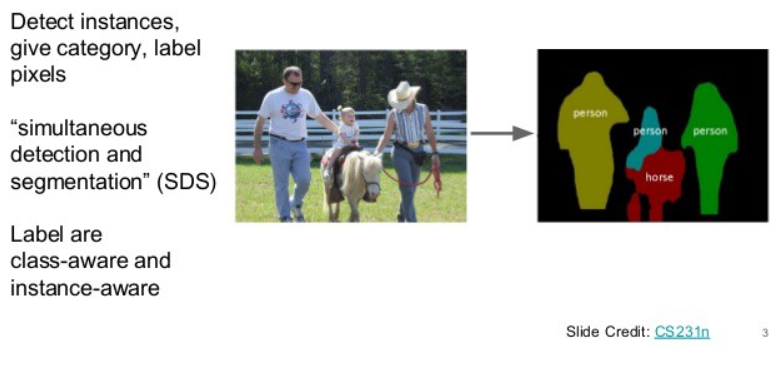 Detect instances,
give category, label
pixels
“simultaneous
detection and
segmentation” (SDS)
Label are
class-aware and
instance-aware
person
person
person
horse
Slide Credit: CS231n
3